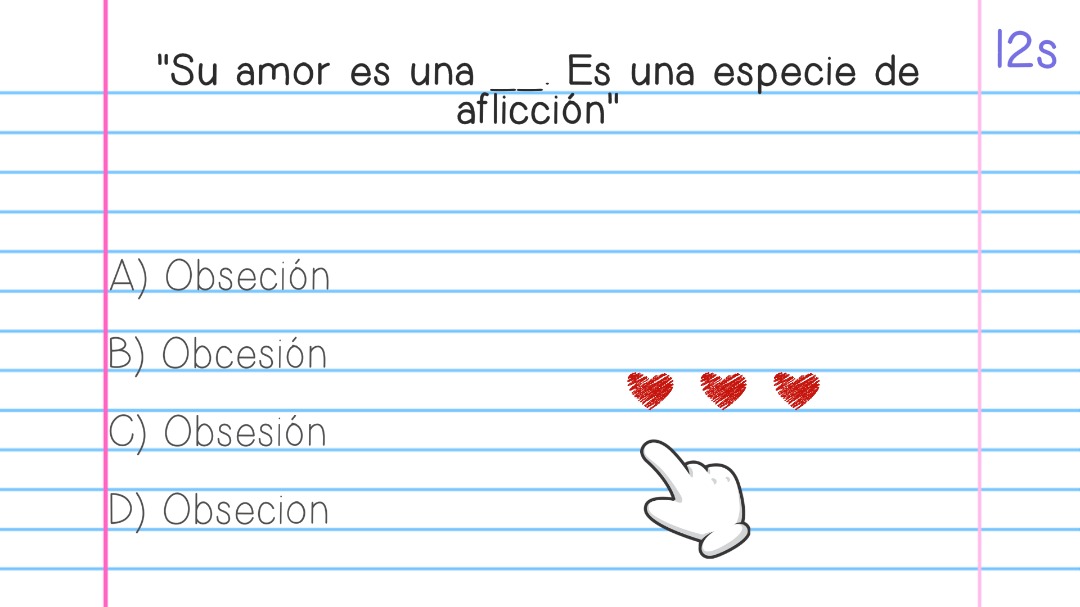 "Su amor es una __. Es una especie de
aflicción"
12s
A) Obseción
B) Obcesión
C) Obsesión
D) Obsecion